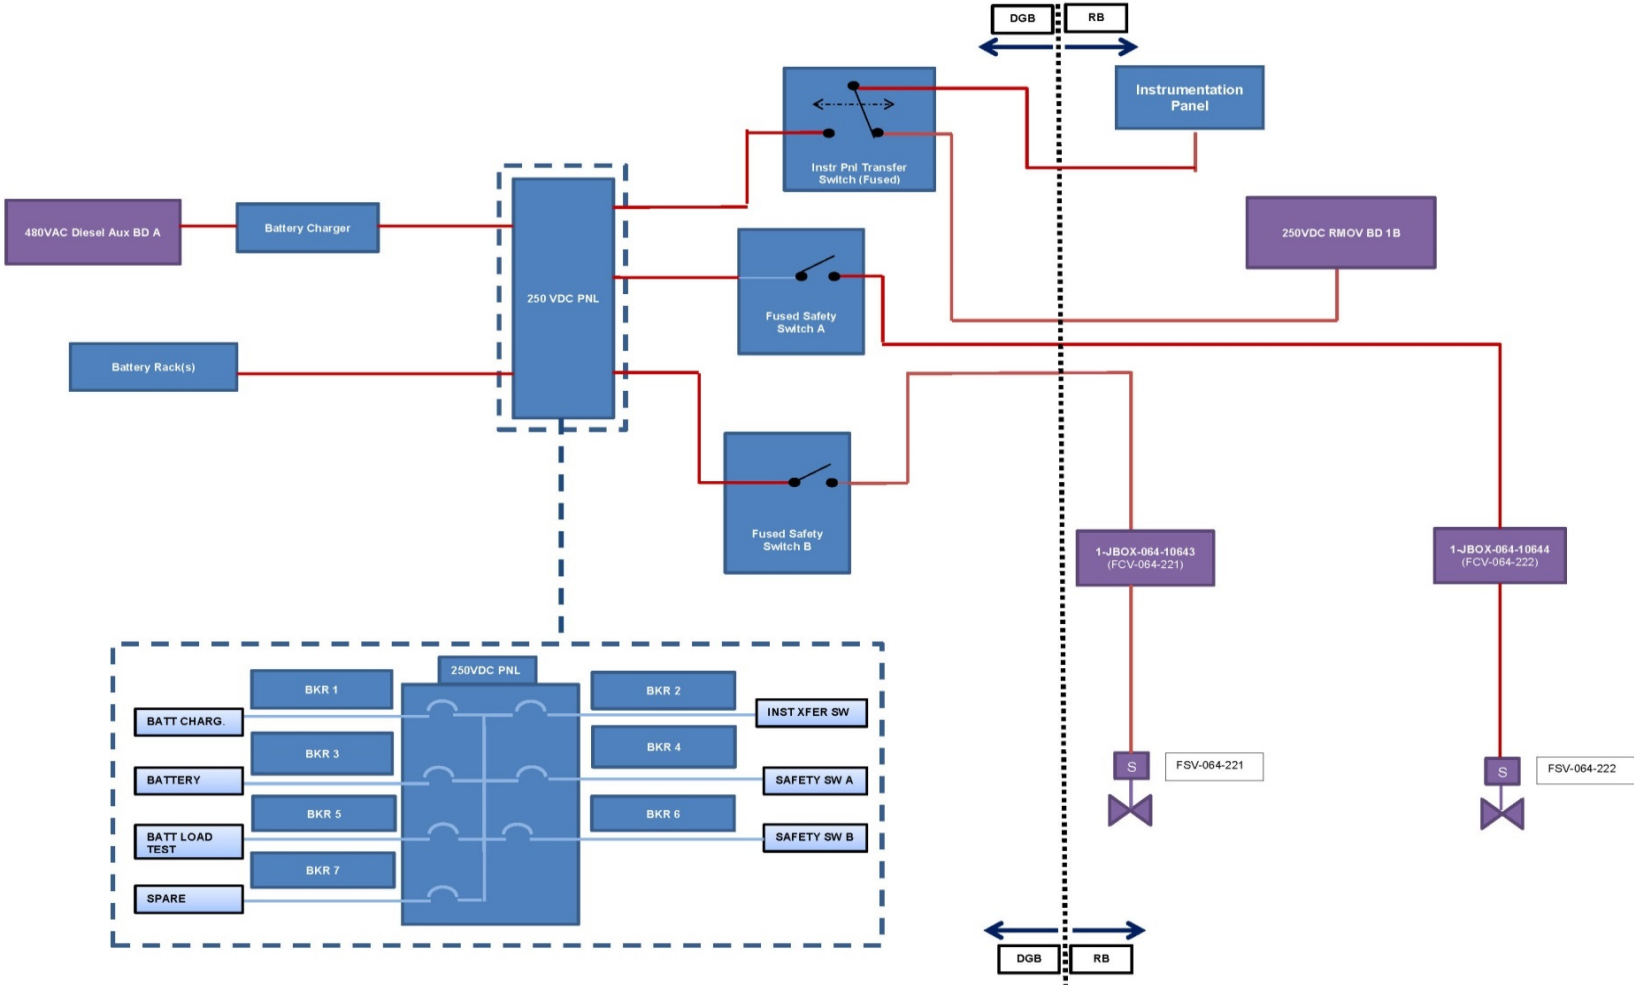 DGB
RB
Instrumentation
Panel
Instr Pnl Transfer
Switch (Fused)
480VAC Diesel Aux BD A
Battery Charger
250VDC RMOV BD 1B
250 VDC PNL
Fused Safety
Switch A
Battery Rack(s)
Fused Safety
Switch B
1-JBOX-064-10643
(FCV-064-221)
1-JBOX-064-10644
(FCV-064-222)
250VDC PNL
BKR 1
BKR 2
BATT CHARG.
INST XFER SW
BKR 3
BKR 4
BATTERY
SAFETY SW A
BKR 5
BKR 6
BATT LOAD
TEST
SAFETY SW B
BKR 7
SPARE
S
FSV-064-221
S
FSV-064-222
DGB
RB